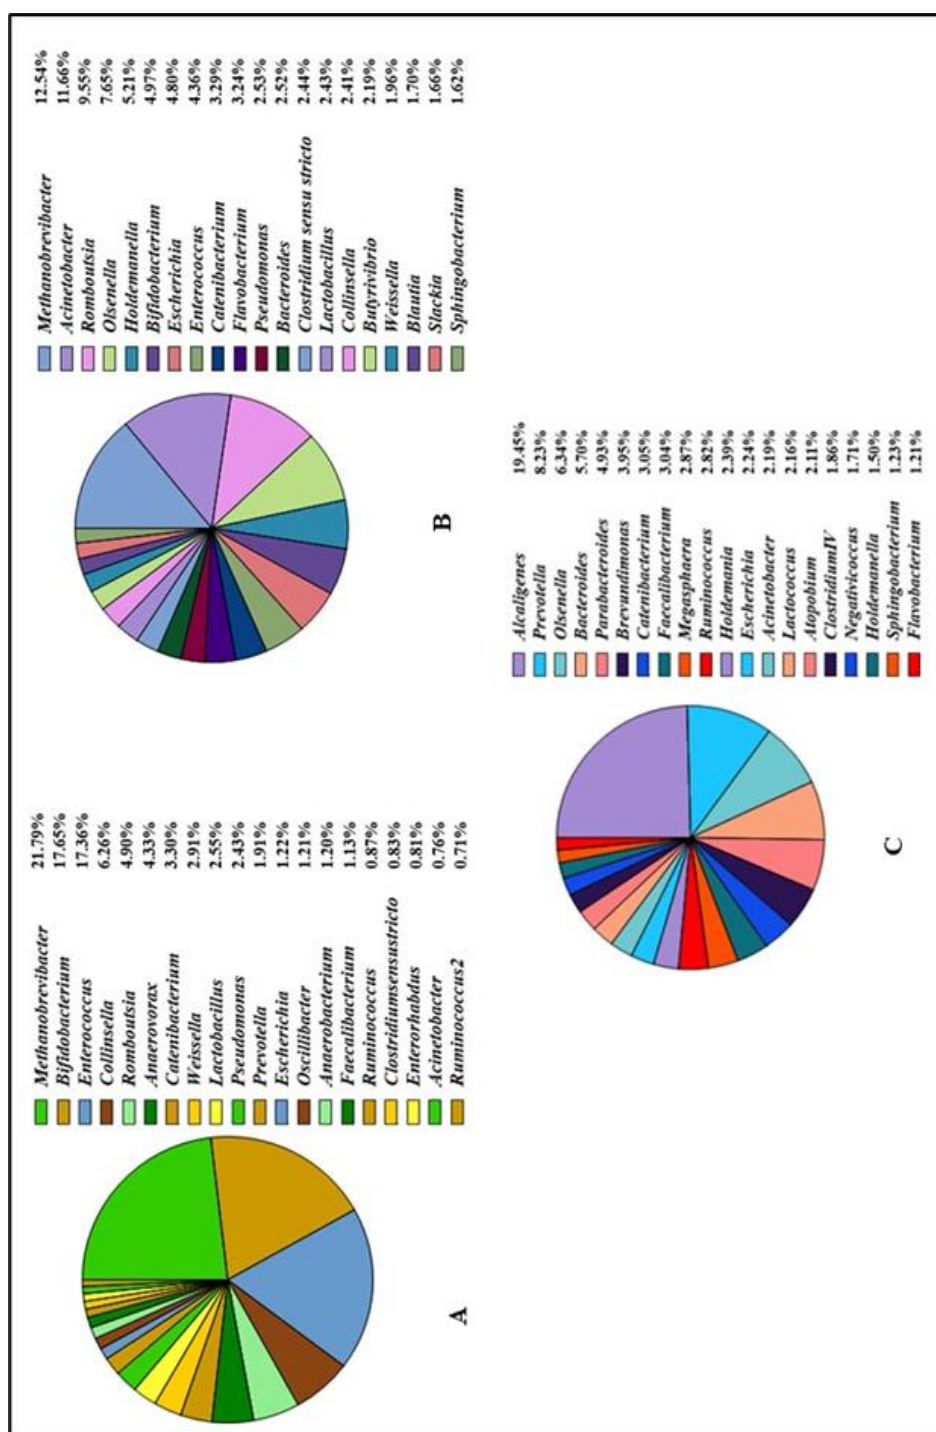 Methanobrevibacter 21.79%
Bifidobacterium 17.65%
Enterococcus 17.36%
Collinsella 6.26%
Romboutsia 4.90%
Anaerovorax 4.33%
Catenibacterium 3.30%
Weissella 2.91%
Lactobacillus 2.55%
Pseudomonas 2.43%
Prevotella 1.91%
Escherichia 1.22%
Oscillibacter 1.21%
Anaerobacterium 1.20%
Faecalibacterium 1.13%
Ruminococcus 0.87%
Clostridiumsensustricto 0.83%
Enterorhabdus 0.81%
Acinetobacter 0.76%
Ruminococcus2 0.71%
A
Methanobrevibacter 12.54%
Acinetobacter 11.66%
Romboutsia 9.55%
Olsenella 7.65%
Holdemanella 5.21%
Bifidobacterium 4.97%
Escherichia 4.80%
Enterococcus 4.36%
Catenibacterium 3.29%
Flavobacterium 3.24%
Pseudomonas 2.53%
Bacteroides 2.52%
Clostridium sensu stricto 2.44%
Lactobacillus 2.43%
Collinsella 2.41%
Butyrivibrio 2.19%
Weissella 1.96%
Blautia 1.70%
Slackia 1.66%
Sphingobacterium 1.62%
B
Alcaligenes 19.45%
Prevotella 8.23%
Olsenella 6.34%
Bacteroides 5.70%
Parabacteroides 4.93%
Brevundimonas 3.95%
Catenibacterium 3.05%
Faecalibacterium 3.04%
Megasphaera 2.87%
Ruminococcus 2.82%
Holdemania 2.39%
Escherichia 2.24%
Acinetobacter 2.19%
Lactococcus 2.16%
Atopobium 2.11%
ClostridiumIV 1.86%
Negativicoccus 1.71%
Holdemanella 1.50%
Sphingobacterium 1.23%
Flavobacterium 1.21%
C